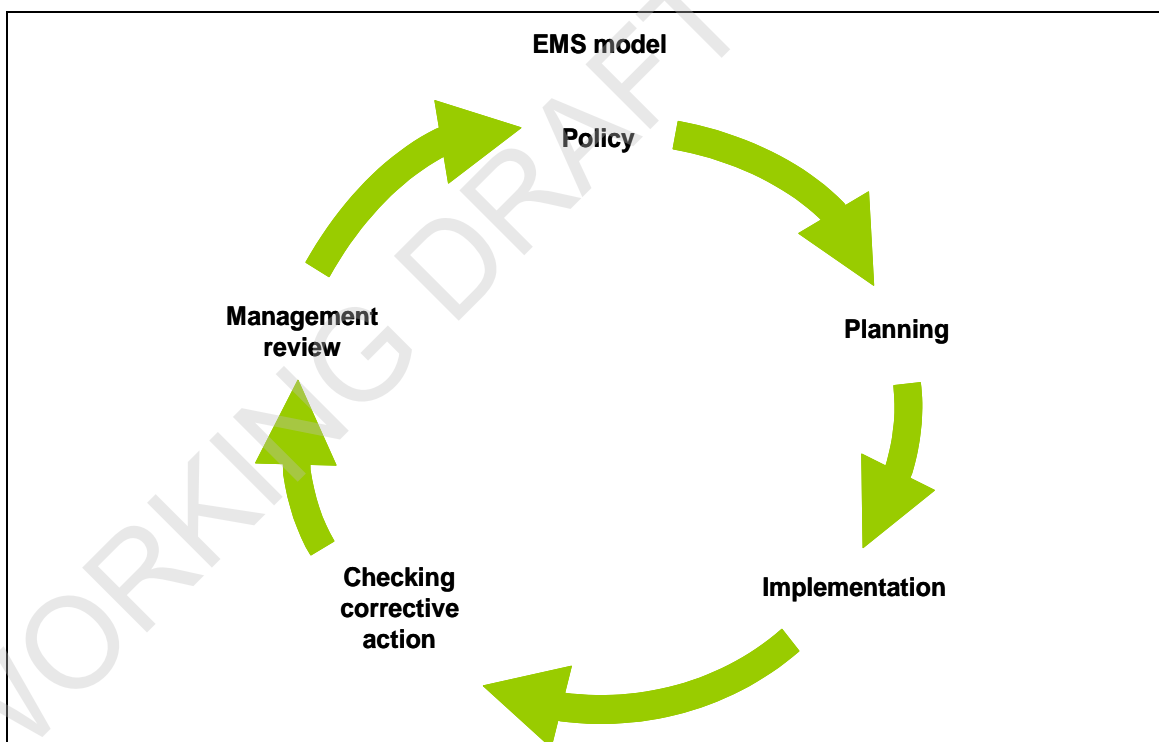 EMS model
Policy
Planning
Implementation
Checking
corrective
action
Management
review
WORKING DRAFT